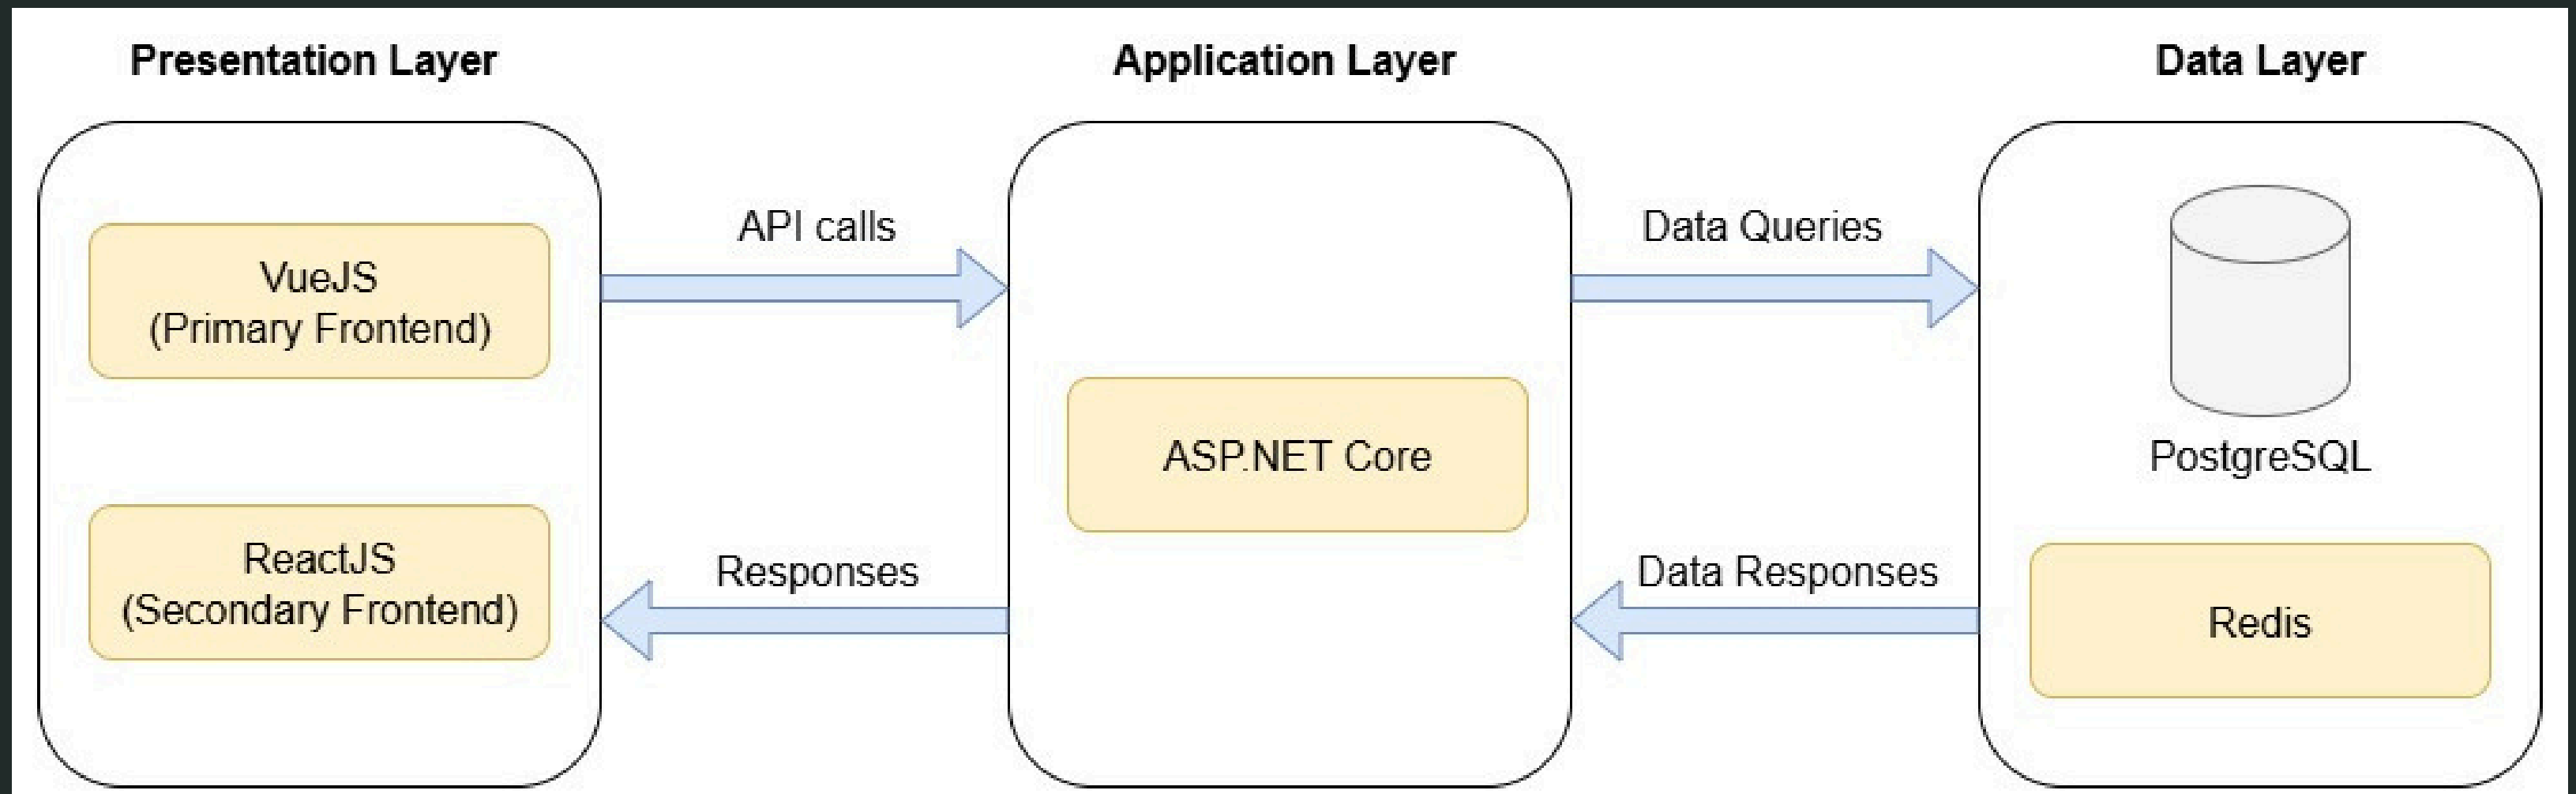 Presentation Layer
Application Layer
Data Layer
VueJS
(Primary Frontend)
ReactJS
(Secondary Frontend)
API calls
Responses
ASP.NET Core
Data Queries
Data Responses
PostgreSQL
Redis